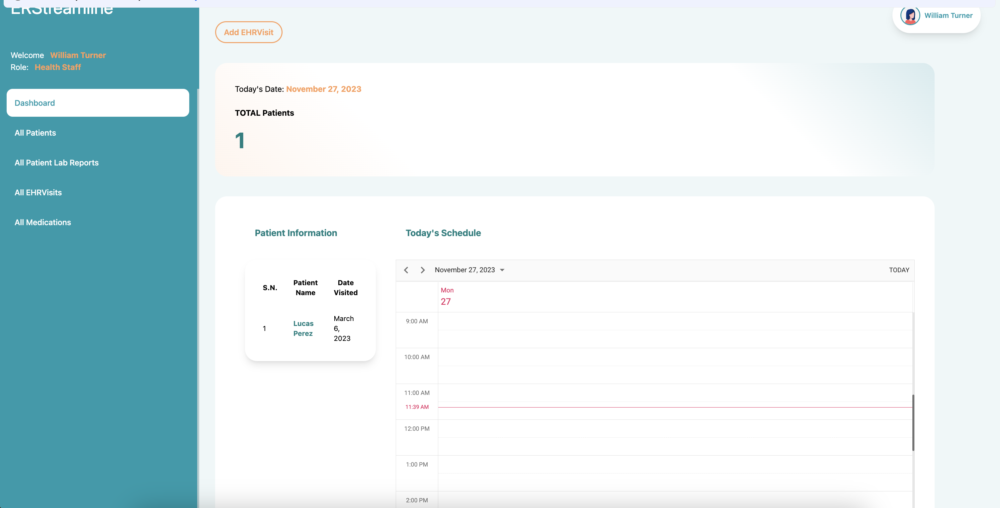 ERStreamline
William Turner
Add EHRVisit
Welcome William Turner
Role: Health Staff
Dashboard
All Patients
All Patient Lab Reports
All EHRVisits
All Medications
Today's Date: November 27, 2023
TOTAL Patients
1
Patient Information
S.N.
Patient
Name
Date
Visited
1
Lucas
Perez
March
6,
2023
Today's Schedule
November 27, 2023
TODAY
Mon
27
9:00 AM
10:00 AM
11:00 AM
11:39 AM
12:00 PM
1:00 PM
2:00 PM